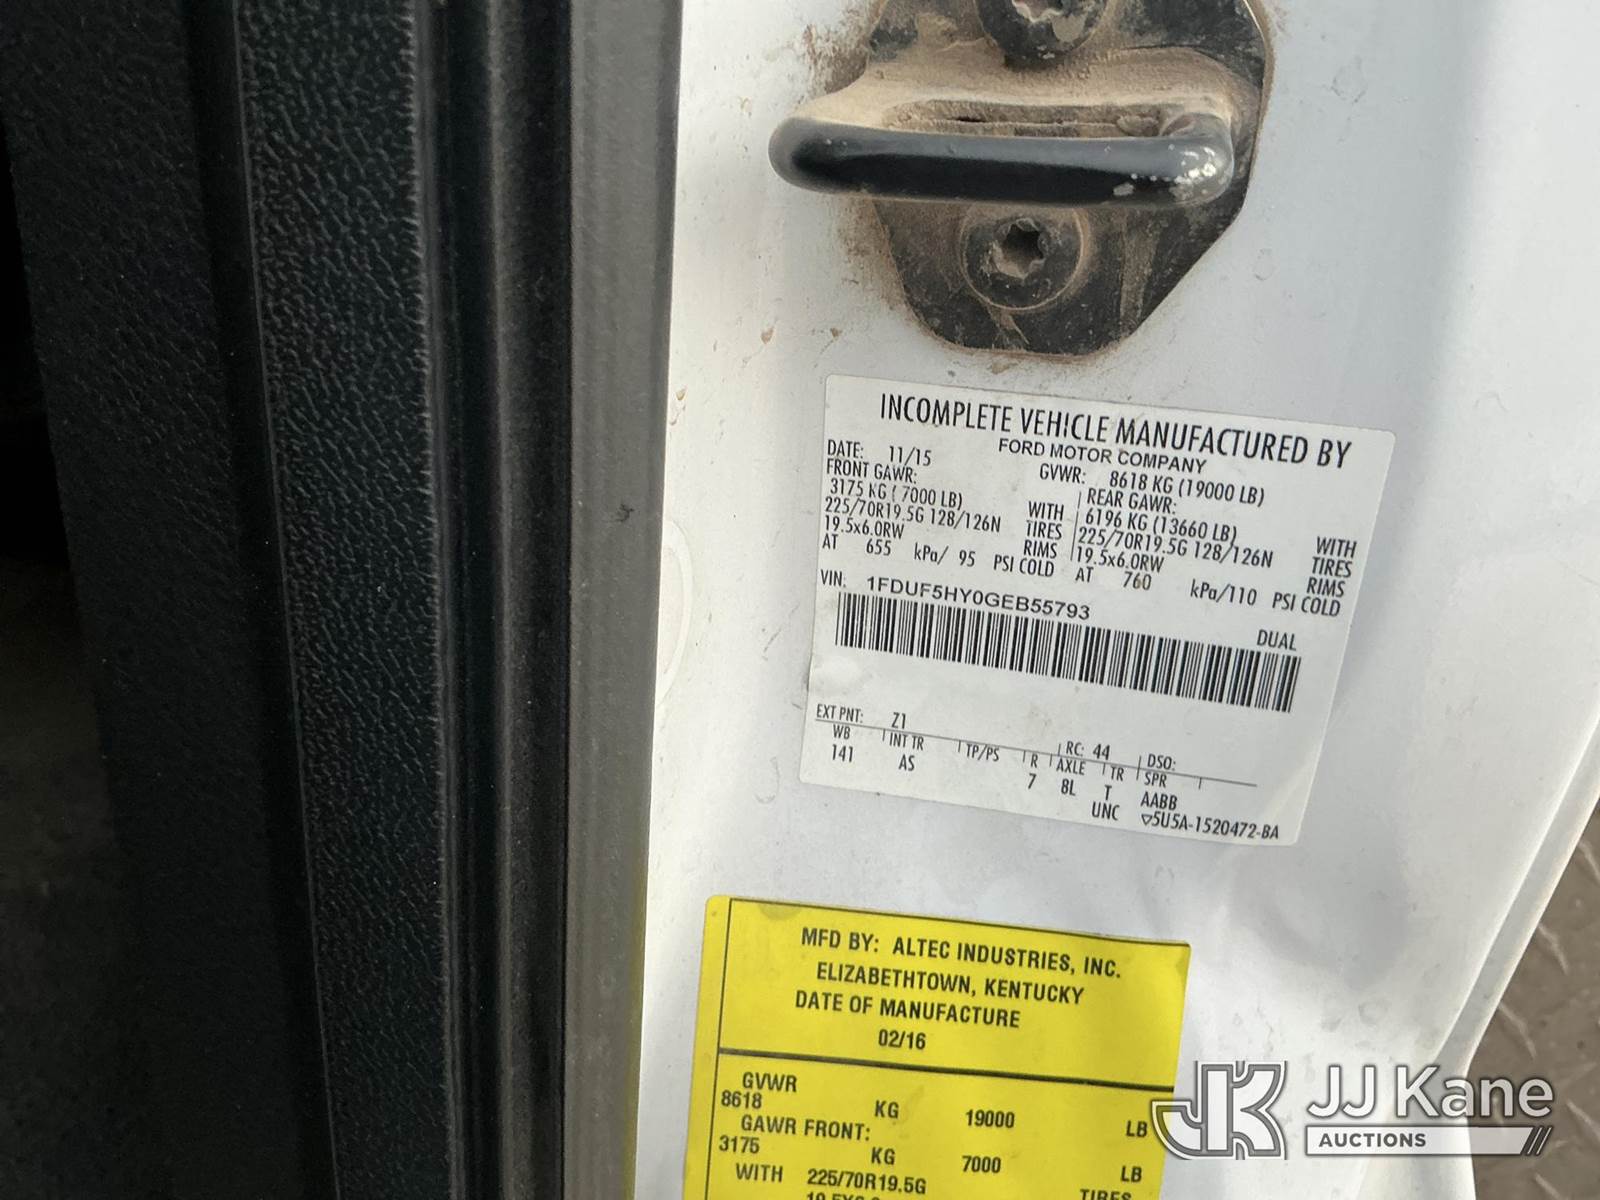 INCOMPLETE VEHICLE MANUFACTURED BY
FORD MOTOR COMPANY
DATE: 11/15 GVWR: 8618 KG (19000 LB)
FRONT GAWR: REAR GAWR:
3175 KG ( 7000 LB) WITH 6196 KG (13660 LB) WITH
225/70R19.5G 128/126N TIRES 225/70R19.5G 128/126N TIRES
19.5x6.0RW RIMS 19.5x6.0RW RIMS
AT 655 kPa/ 95 PSI COLD AT 760 kPa/110 PSI COLD
VIN: 1FDUF5HY0GEB55793
DUAL
EXT PNT: Z1 RC: 44 DSO:
WB INT TR TP/PS R AXLE TR SPR
141 AS 7 8L T AABB
UNC ▽5U5A-1520472-BA
MFD BY: ALTEC INDUSTRIES, INC.
ELIZABETHTOWN, KENTUCKY
DATE OF MANUFACTURE
02/16
GVWR
8618 KG 19000 LB
GAWR FRONT:
3175 KG 7000 LB
WITH 225/70R19.5G TIRES
JJ Kane
AUCTIONS